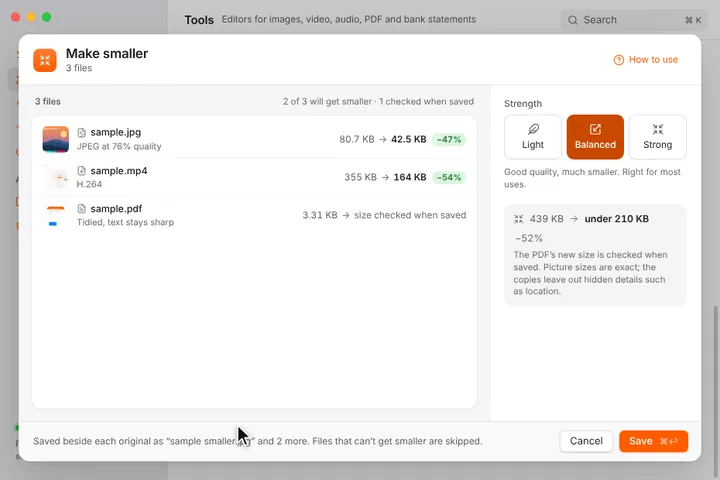 Tools Editors for images, video, audio, PDF and bank statements
Search ⌘ K
Make smaller
3 files
How to use
3 files
2 of 3 will get smaller · 1 checked when saved
sample.jpg
JPEG at 76% quality
80.7 KB → 42.5 KB −47%
sample.mp4
H.264
355 KB → 164 KB −54%
sample.pdf
Tidied, text stays sharp
3.31 KB → size checked when saved
Strength
Light
Balanced
Strong
Good quality, much smaller. Right for most
uses.
439 KB → under 210 KB
−52%
The PDF’s new size is checked when
saved. Picture sizes are exact; the
copies leave out hidden details such
as location.
Saved beside each original as “sample and 2 more. Files that can’t get smaller are skipped.
Cancel
Save ⌘↩